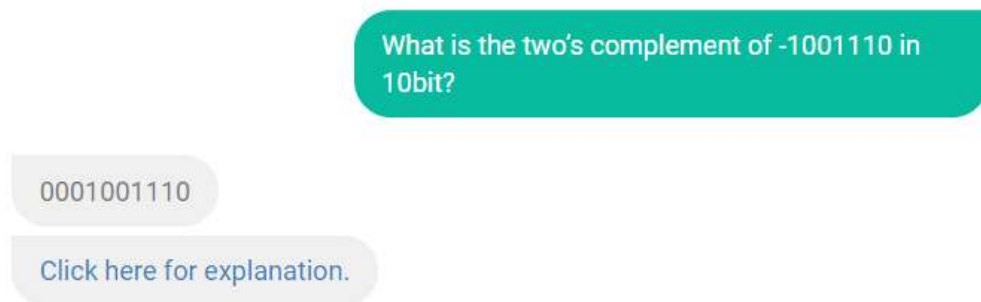 What is the two’s complement of -1001110 in
10bit?
0001001110
Click here for explanation.